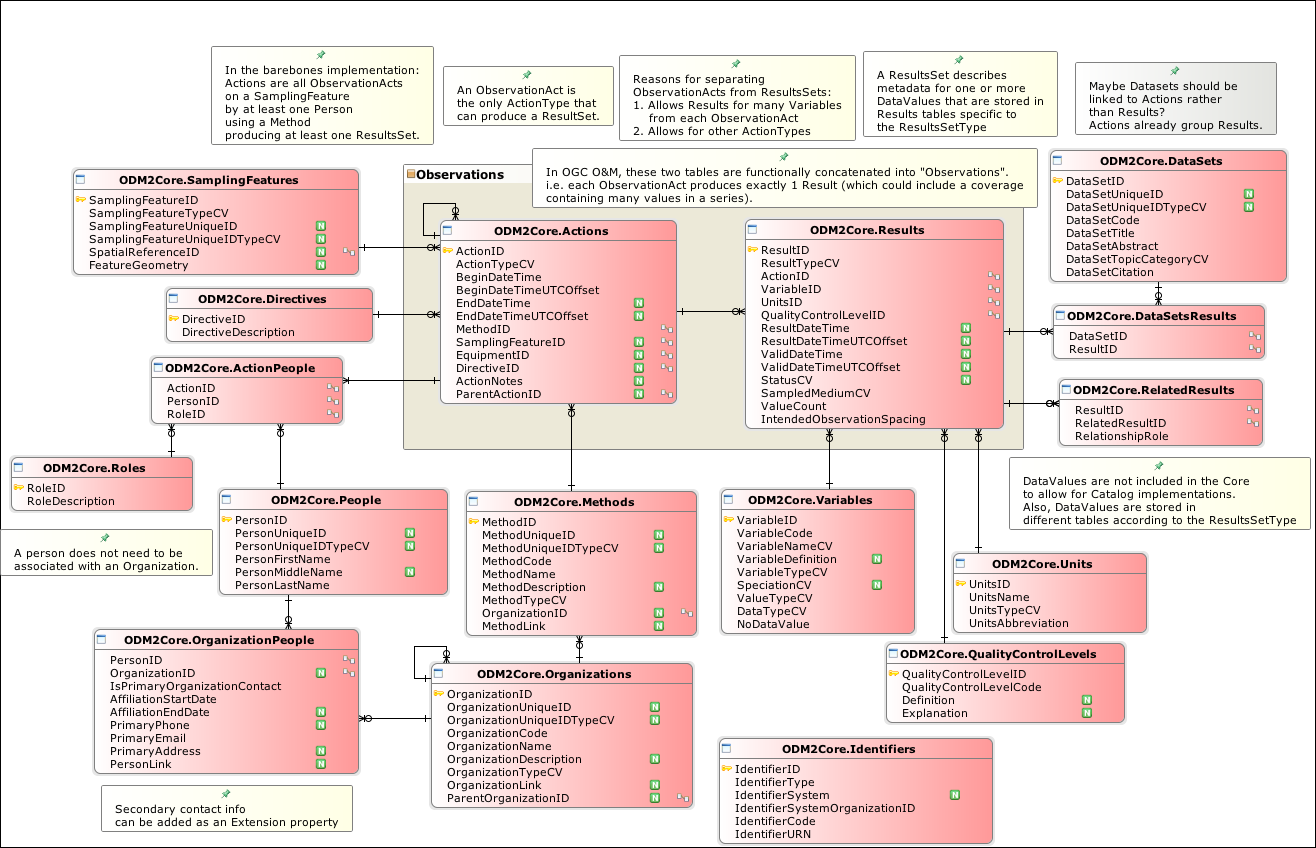 In the barebones implementation:
Actions are all ObservationActs
on a SamplingFeature
by at least one Person
using a Method
producing at least one ResultsSet.
An ObservationAct is
the only ActionType that
can produce a ResultSet.
Reasons for separating
ObservationActs from ResultsSets:
1. Allows Results for many Variables
from each ObservationAct
2. Allows for other ActionTypes
A ResultsSet describes
metadata for one or more
DataValues that are stored in
Results tables specific to
the ResultsSetType
Maybe Datasets should be
linked to Actions rather
than Results?
Actions already group Results.
Observations
In OGC O&M, these two tables are functionally concatenated into "Observations".
i.e. each ObservationAct produces exactly 1 Result (which could include a coverage
containing many values in a series).
ODM2Core.SamplingFeatures
SamplingFeatureID
SamplingFeatureTypeCV
SamplingFeatureUniqueID N
SamplingFeatureUniqueIDTypeCV N
SpatialReferenceID N
FeatureGeometry N
ODM2Core.Directives
DirectiveID
DirectiveDescription
ODM2Core.ActionPeople
ActionID
PersonID
RoleID
ODM2Core.Roles
RoleID
RoleDescription
A person does not need to be
associated with an Organization.
ODM2Core.Actions
ActionID
ActionTypeCV
BeginDateTime
BeginDateTimeUTCOffset
EndDateTime N
EndDateTimeUTCOffset N
MethodID
SamplingFeatureID N
EquipmentID N
DirectiveID N
ActionNotes N
ParentActionID N
ODM2Core.Results
ResultID
ResultTypeCV
ActionID
VariableID
UnitsID
QualityControlLevelID
ResultDateTime N
ResultDateTimeUTCOffset N
ValidDateTime N
ValidDateTimeUTCOffset N
StatusCV N
SampledMediumCV
ValueCount
IntendedObservationSpacing
ODM2Core.DataSets
DataSetID
DataSetUniqueID N
DataSetUniqueIDTypeCV N
DataSetCode
DataSetTitle
DataSetAbstract
DataSetTopicCategoryCV
DataSetCitation
ODM2Core.DataSetsResults
DataSetID
ResultID
ODM2Core.RelatedResults
ResultID
RelatedResultID
RelationshipRole
DataValues are not included in the Core
to allow for Catalog implementations.
Also, DataValues are stored in
different tables according to the ResultsSetType
ODM2Core.People
PersonID
PersonUniqueID N
PersonUniqueIDTypeCV N
PersonFirstName
PersonMiddleName N
PersonLastName
ODM2Core.Methods
MethodID
MethodUniqueID N
MethodUniqueIDTypeCV N
MethodCode
MethodName
MethodDescription N
MethodTypeCV
OrganizationID N
MethodLink N
ODM2Core.Variables
VariableID
VariableCode
VariableNameCV
VariableDefinition N
VariableTypeCV
SpeciationCV N
ValueTypeCV
DataTypeCV
NoDataValue
ODM2Core.Units
UnitsID
UnitsName
UnitsTypeCV
UnitsAbbreviation
ODM2Core.OrganizationPeople
PersonID
OrganizationID N
IsPrimaryOrganizationContact
AffiliationStartDate
AffiliationEndDate N
PrimaryPhone N
PrimaryEmail
PrimaryAddress N
PersonLink N
Secondary contact info
can be added as an Extension property
ODM2Core.Organizations
OrganizationID
OrganizationUniqueID N
OrganizationUniqueIDTypeCV N
OrganizationCode
OrganizationName
OrganizationDescription N
OrganizationTypeCV
OrganizationLink N
ParentOrganizationID N
ODM2Core.QualityControlLevels
QualityControlLevelID
QualityControlLevelCode
Definition N
Explanation N
ODM2Core.Identifiers
IdentifierID
IdentifierType
IdentifierSystem N
IdentifierSystemOrganizationID
IdentifierCode
IdentifierURN